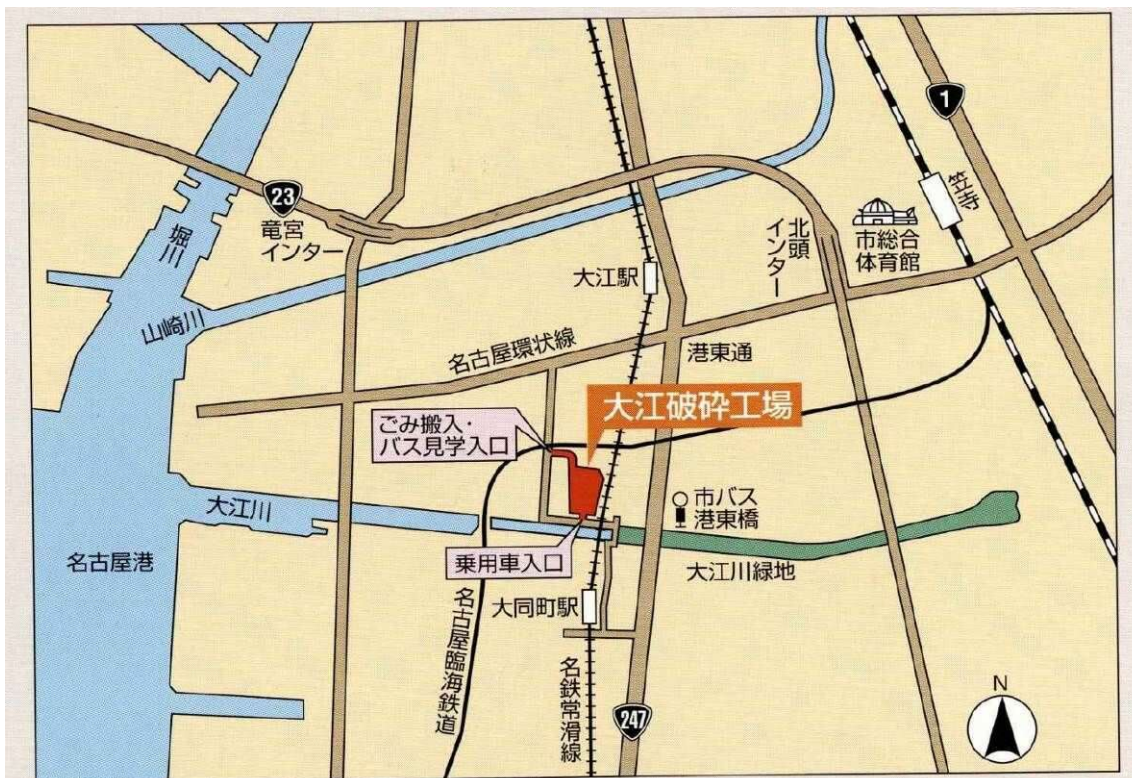 1
23
竜宮
インター
堀川
山崎川
大江駅
北頭
インター
市総合
体育館
笠寺
名古屋環状線
港東通
大江破砕工場
ごみ搬入・
バス見学入口
大江川
市バス
港東橋
名古屋港
乗用車入口
大江川緑地
大同町駅
名古屋臨海鉄道
名鉄常滑線
247
N